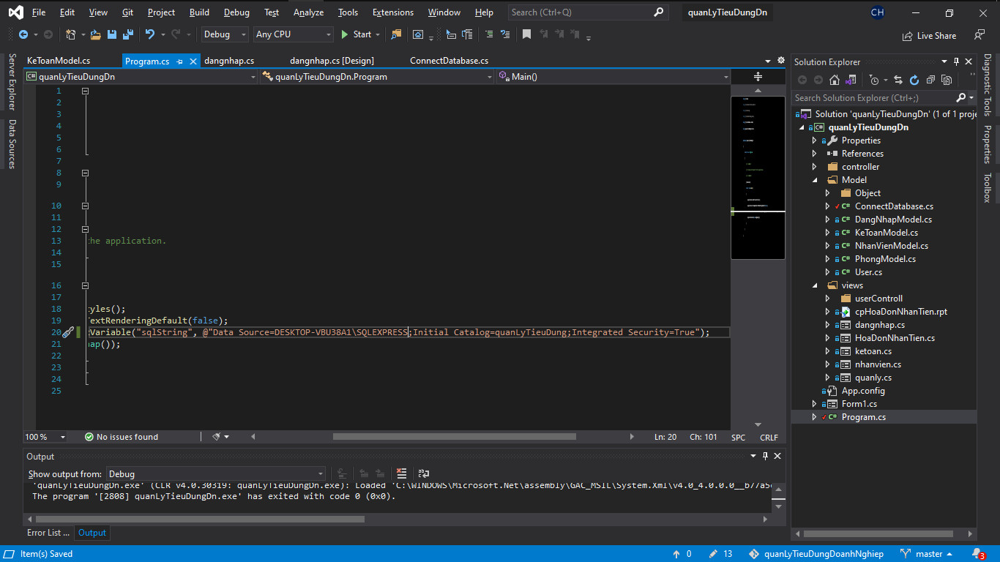 File Edit View Git Project Build Debug Test Analyze Tools Extensions Window Help Search (Ctrl+Q) quanLyTieuDungDn CH
Debug Any CPU Start Live Share
KeToanModel.cs Program.cs dangnhap.cs dangnhap.cs [Design] ConnectDatabase.cs
quanLyTieuDungDn quanLyTieuDungDn.Program Main()
Server Explorer
Data Sources
1
2
3
4
5
6
7
8
9
10
11
12
13 the application.
14
15
16
17
18 tyles();
19 TextRenderingDefault(false);
20 tVariable("sqlString", @"Data Source=DESKTOP-VBU38A1\SQLEXPRESS;Initial Catalog=quanLyTieuDung;Integrated Security=True");
21 nap());
22
23
24
25
100 % No issues found Ln: 20 Ch: 101 SPC CRLF
Output
Show output from: Debug
'quanLyTieuDungDn.exe' (CLR v4.0.30319: quanLyTieuDungDn.exe): Loaded 'C:\WINDOWS\Microsoft.Net\assembly\GAC_MSIL\System.Xml\v4.0_4.0.0.0__b77a5c
The program '[2808] quanLyTieuDungDn.exe' has exited with code 0 (0x0).
Error List ... Output
Solution Explorer
Search Solution Explorer (Ctrl+;)
Solution 'quanLyTieuDungDn' (1 of 1 proje
C# quanLyTieuDungDn
Properties
References
controller
Model
Object
C# ConnectDatabase.cs
C# DangNhapModel.cs
C# KeToanModel.cs
C# NhanVienModel.cs
C# PhongModel.cs
C# User.cs
views
userControll
cpHoaDonNhanTien.rpt
dangnhap.cs
HoaDonNhanTien.cs
ketoan.cs
nhanvien.cs
quanly.cs
App.config
Form1.cs
C# Program.cs
Diagnostic Tools
Properties
Toolbox
Item(s) Saved 0 13 quanLyTieuDungDoanhNghiep master 3